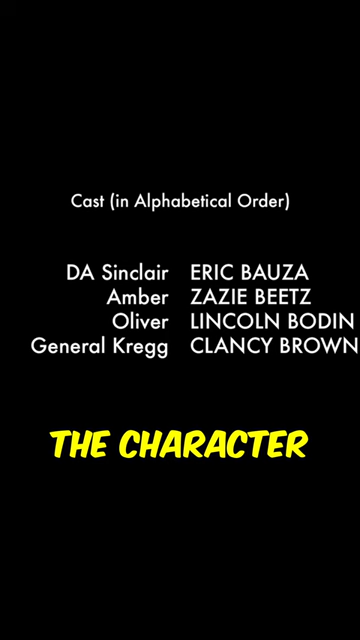 Cast (in Alphabetical Order)
DA Sinclair ERIC BAUZA
Amber ZAZIE BEETZ
Oliver LINCOLN BODIN
General Kregg CLANCY BROWN
THE CHARACTER